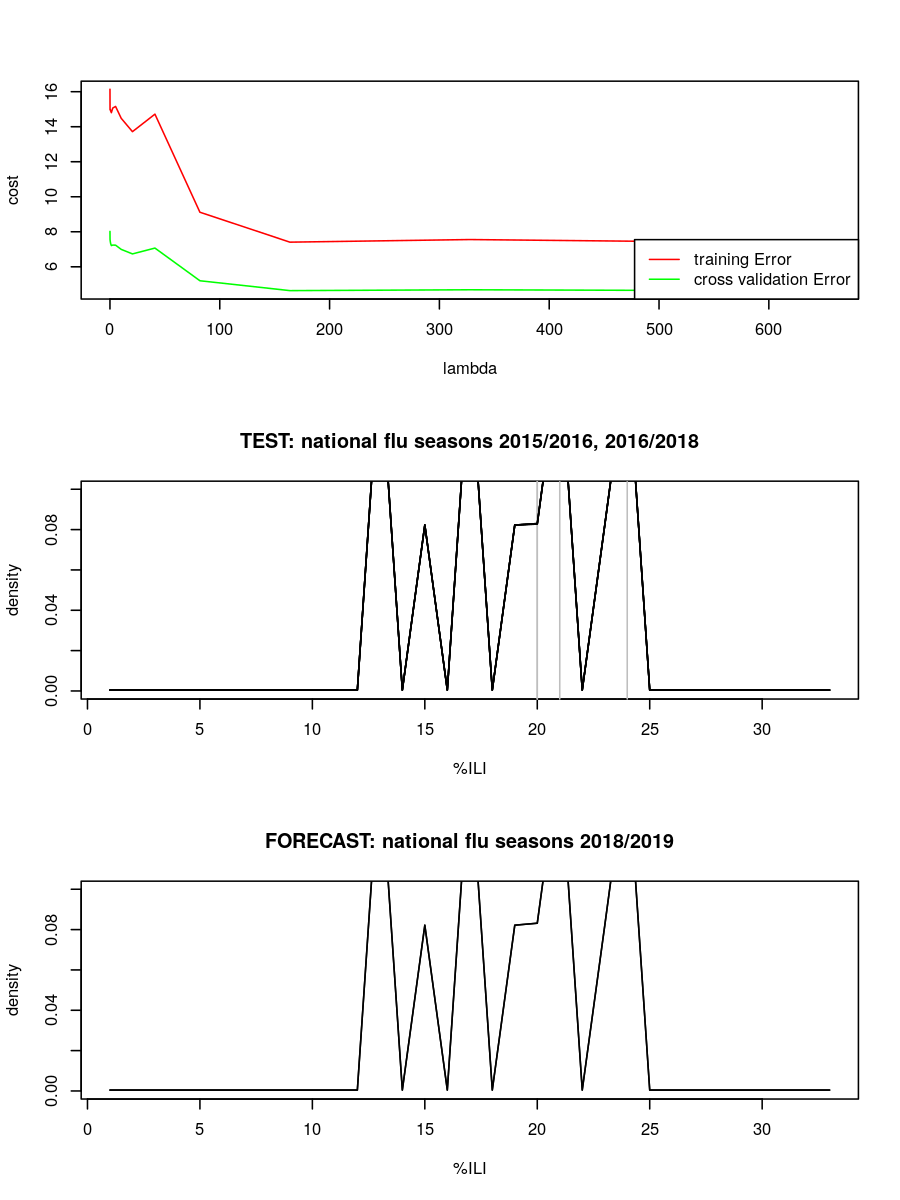 cost
16
14
12
10
8
6
training Error
cross validation Error
0 100 200 300 400 500 600
lambda
TEST: national flu seasons 2015/2016, 2016/2018
density
0.08
0.04
0.00
0 5 10 15 20 25 30
%ILI
FORECAST: national flu seasons 2018/2019
density
0.08
0.04
0.00
0 5 10 15 20 25 30
%ILI